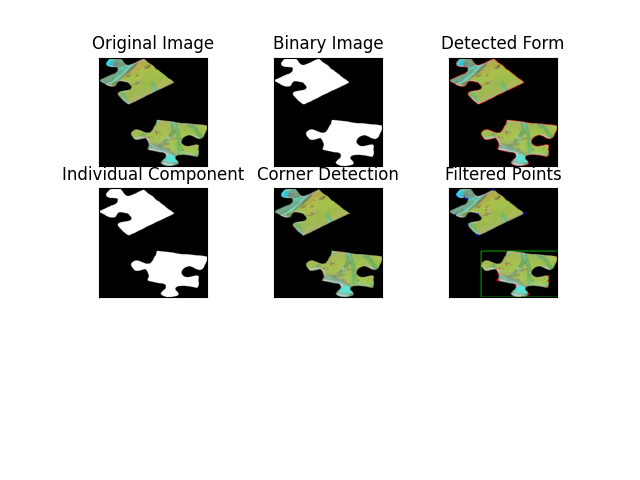 Original Image
Binary Image
Detected Form
Individual Component
Corner Detection
Filtered Points